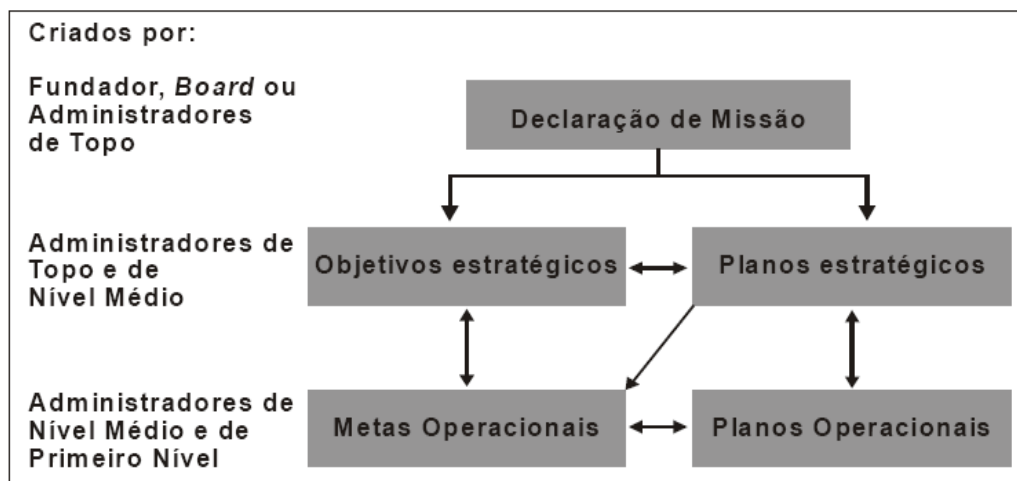 Criados por:
Fundador, Board ou
Administradores
de Topo
Declaração de Missão
Administradores de
Topo e de
Nível Médio
Objetivos estratégicos
Planos estratégicos
Administradores de
Nível Médio e de
Primeiro Nível
Metas Operacionais
Planos Operacionais